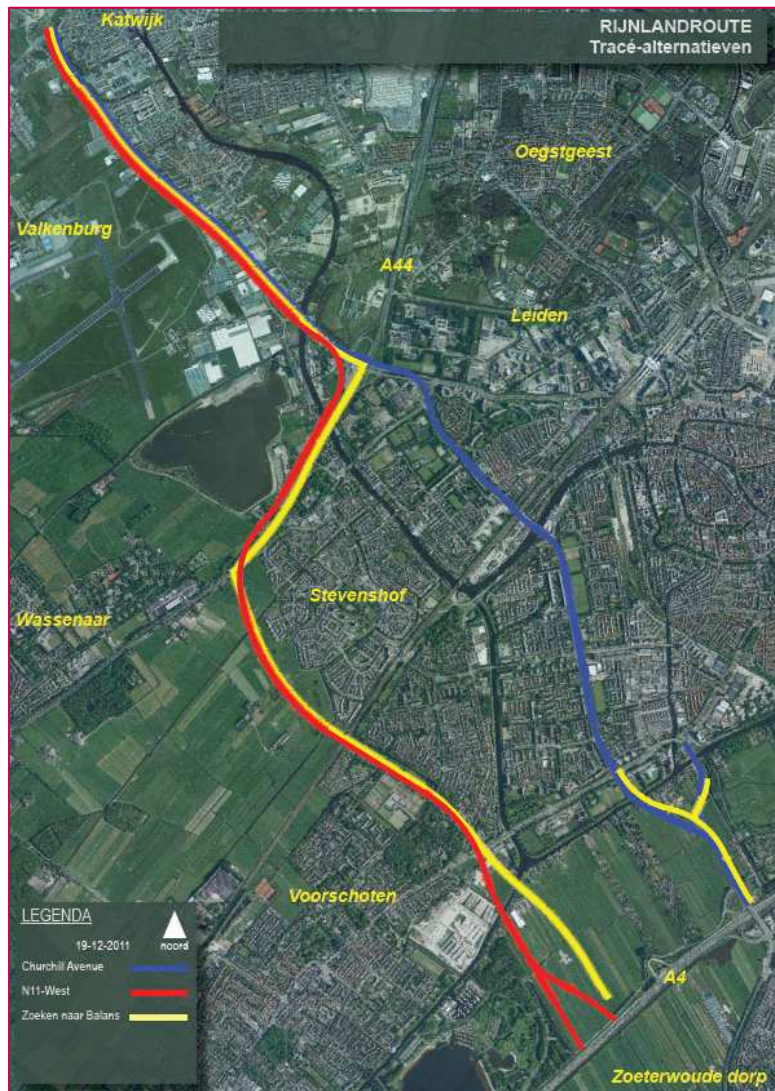 Katwijk
RIJNLANDROUTE
Tracé-alternatieven
Oegstgeest
Valkenburg
A44
Leiden
Stevenshof
Wassenaar
Voorschoten
LEGENDA
19-12-2011 noord
Churchill Avenue
N11-West
Zoeken naar Balans
A4
Zoeterwoude dorp